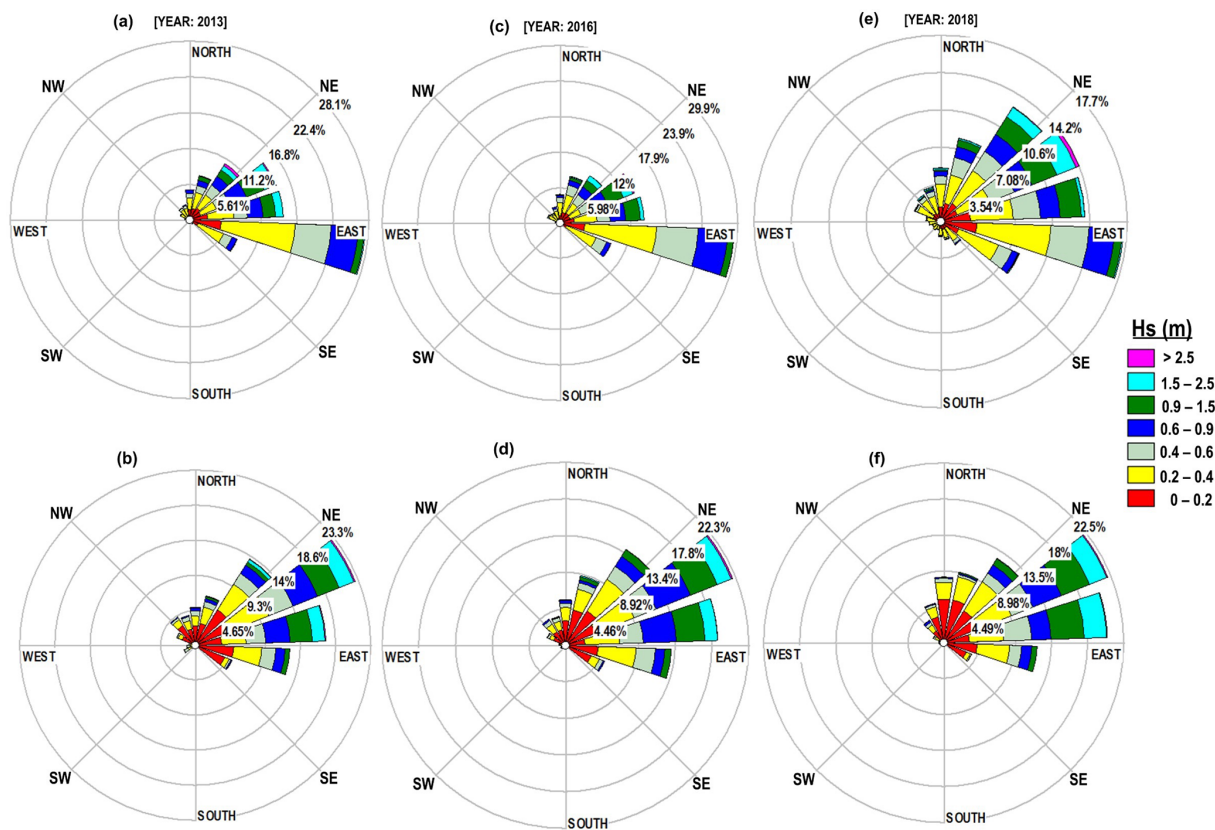 (a) [YEAR: 2013]
NORTH
NW
NE
28.1%
22.4%
16.8%
11.2%
5.61%
WEST
EAST
SW
SE
SOUTH
(c) [YEAR: 2016]
NORTH
NW
NE
29.9%
23.9%
17.9%
12%
5.98%
WEST
EAST
SW
SE
SOUTH
(e) [YEAR: 2018]
NORTH
NW
NE
17.7%
14.2%
10.6%
7.08%
3.54%
WEST
EAST
SW
SE
SOUTH
Hs (m)
> 2.5
1.5 – 2.5
0.9 – 1.5
0.6 – 0.9
0.4 – 0.6
0.2 – 0.4
0 – 0.2
(b)
NORTH
NW
NE
23.3%
18.6%
14%
9.3%
4.65%
WEST
EAST
SW
SE
SOUTH
(d)
NORTH
NW
NE
22.3%
17.8%
13.4%
8.92%
4.46%
WEST
EAST
SW
SE
SOUTH
(f)
NORTH
NW
NE
22.5%
18%
13.5%
8.98%
4.49%
WEST
EAST
SW
SE
SOUTH